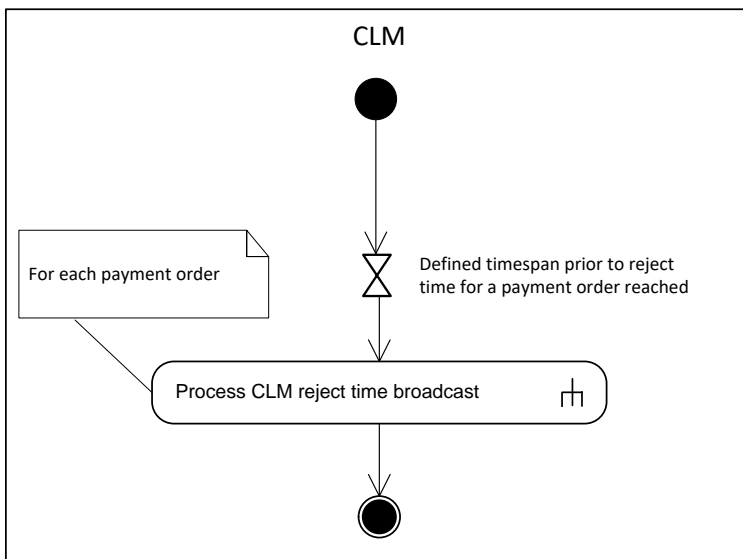 CLM
For each payment order
Defined timespan prior to reject
time for a payment order reached
Process CLM reject time broadcast